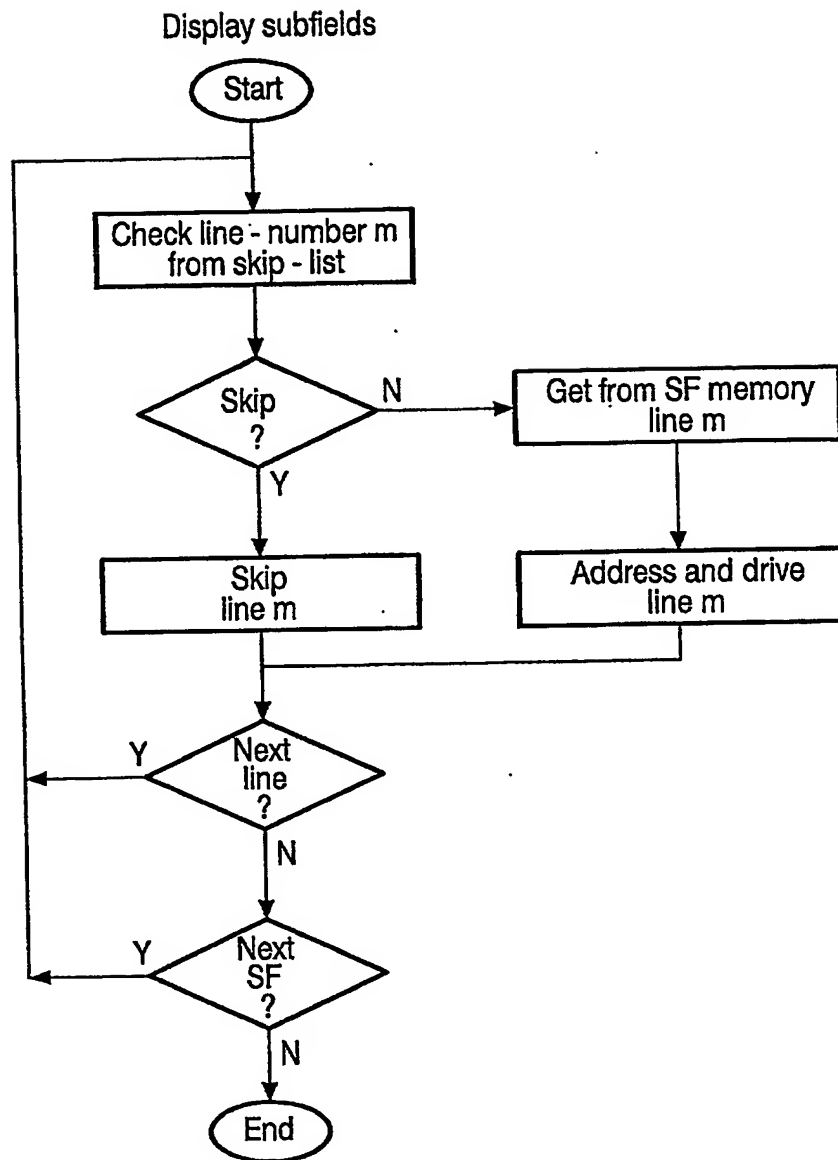 Display subfields
Start
Check line - number m
from skip - list
Skip
?
N
Y
Get from SF memory
line m
Skip
line m
Address and drive
line m
Next
line
?
Y
N
Next
SF
?
Y
N
End